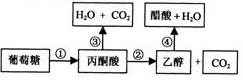 H₂O + CO₂
醋酸+H₂O
③
④
葡萄糖
①
丙酮酸
②
乙醇 + CO₂